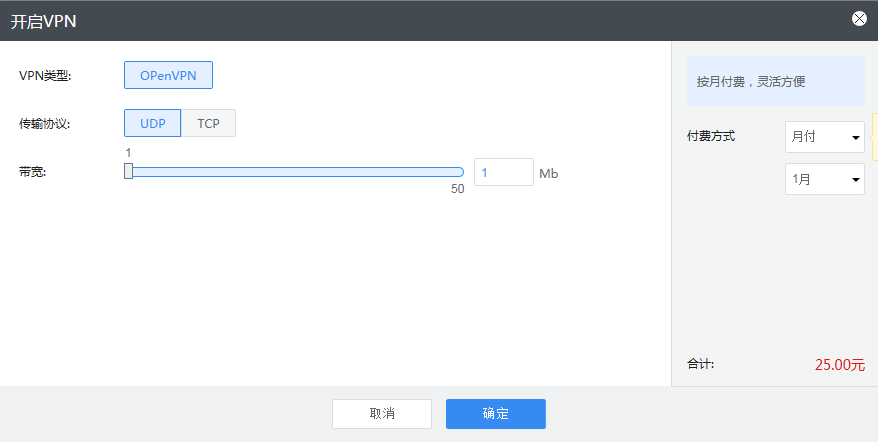 开启VPN
VPN类型:
OPenVPN
传输协议:
UDP
TCP
1
带宽:
1
Mb
50
按月付费，灵活方便
付费方式
月付
1月
合计:
25.00元
取消
确定